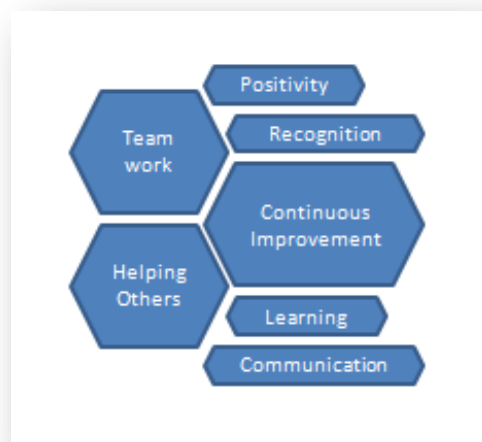 Positivity
Recognition
Team
work
Continuous
Improvement
Helping
Others
Learning
Communication